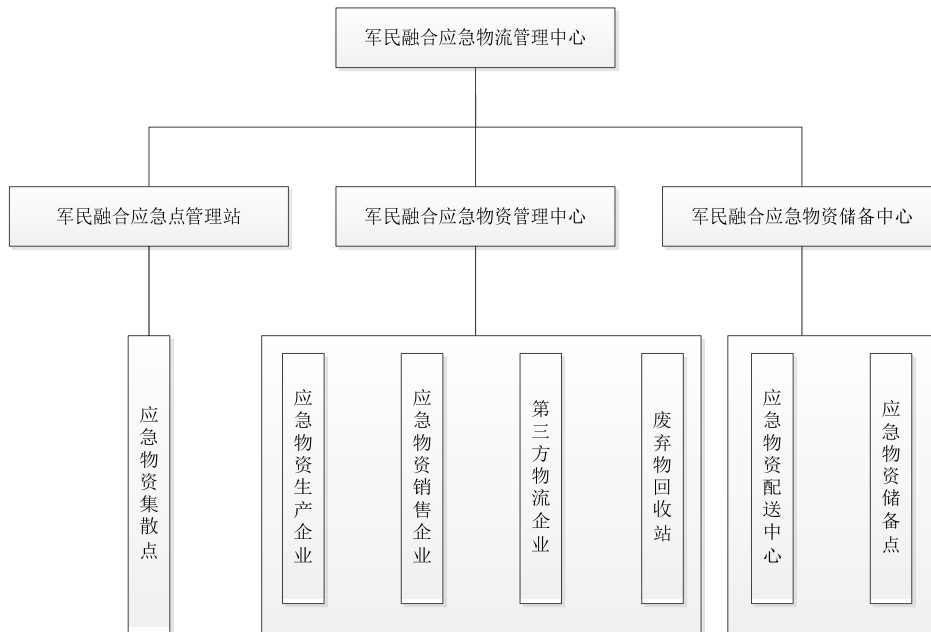 军民融合应急物流管理中心
军民融合应急点管理站
军民融合应急物资管理中心
军民融合应急物资储备中心
应急物资集散点
应急物资生产企业
应急物资销售企业
第三方物流企业
废弃物回收站
应急物资配送中心
应急物资储备点